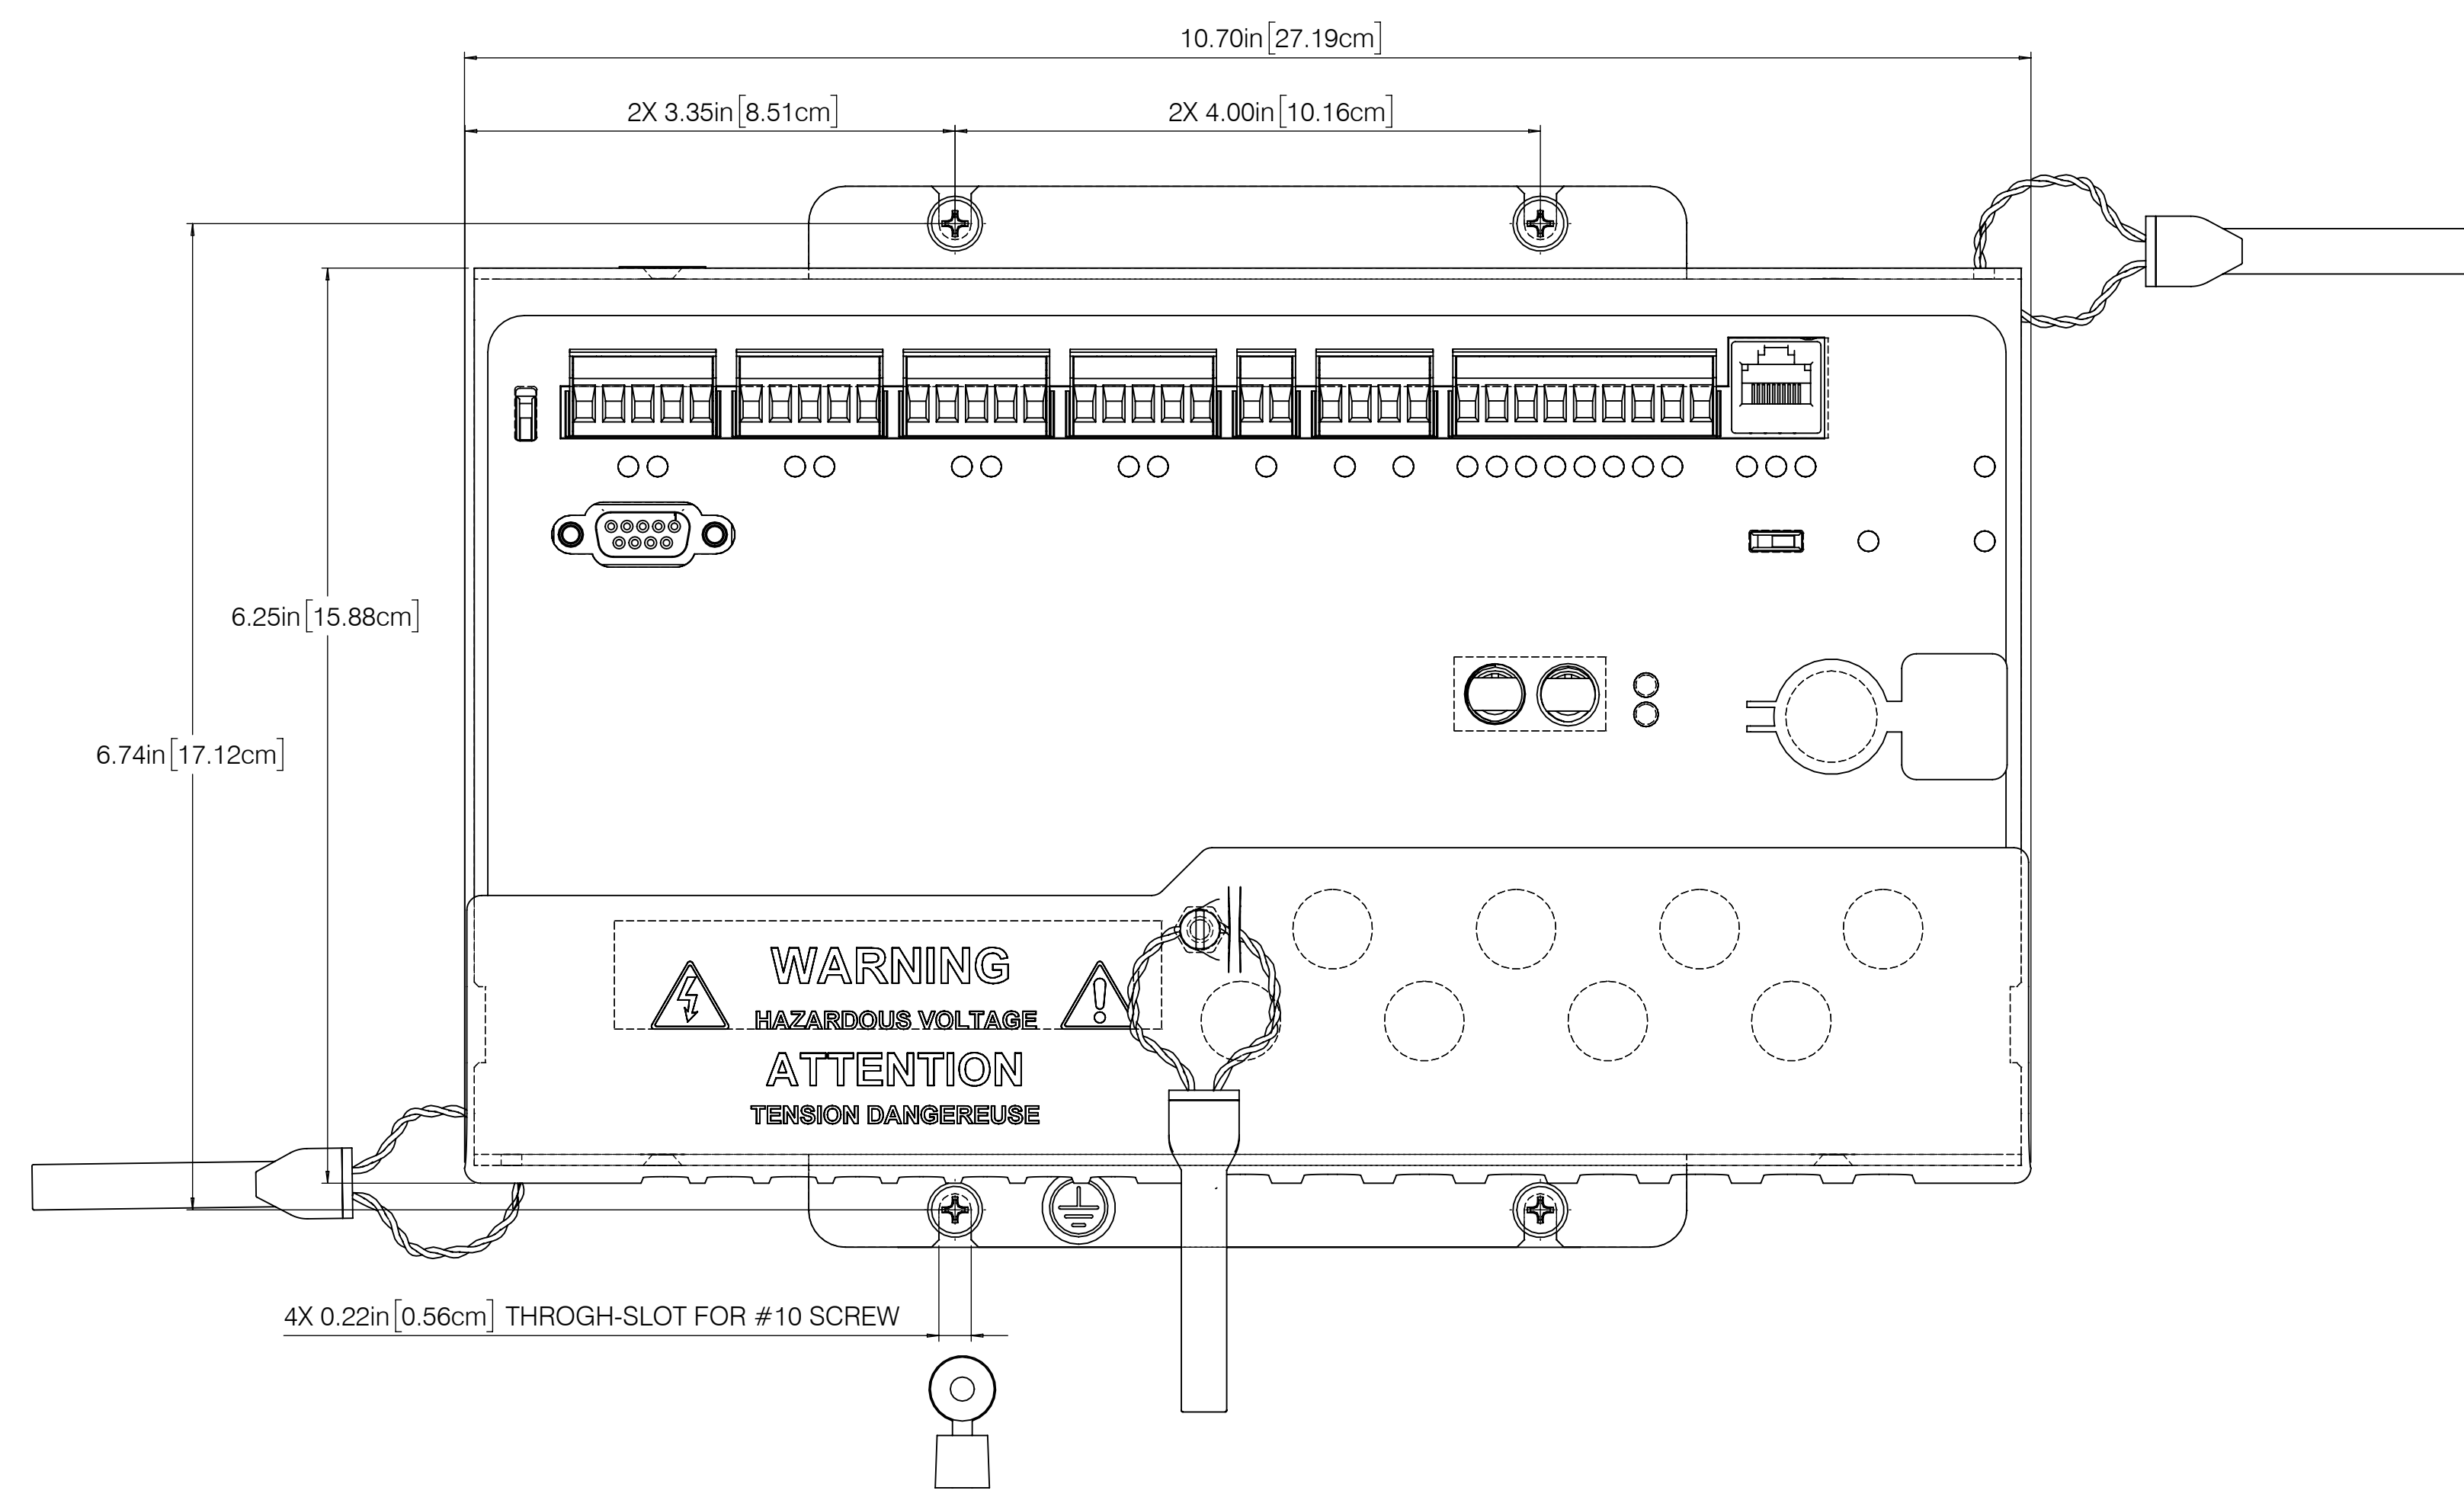 10.70in[27.19cm]
2X 3.35in[8.51cm]
2X 4.00in[10.16cm]
6.25in[15.88cm]
6.74in[17.12cm]
WARNING
HAZARDOUS VOLTAGE
ATTENTION
TENSION DANGEREUSE
4X 0.22in[0.56cm] THROGH-SLOT FOR #10 SCREW